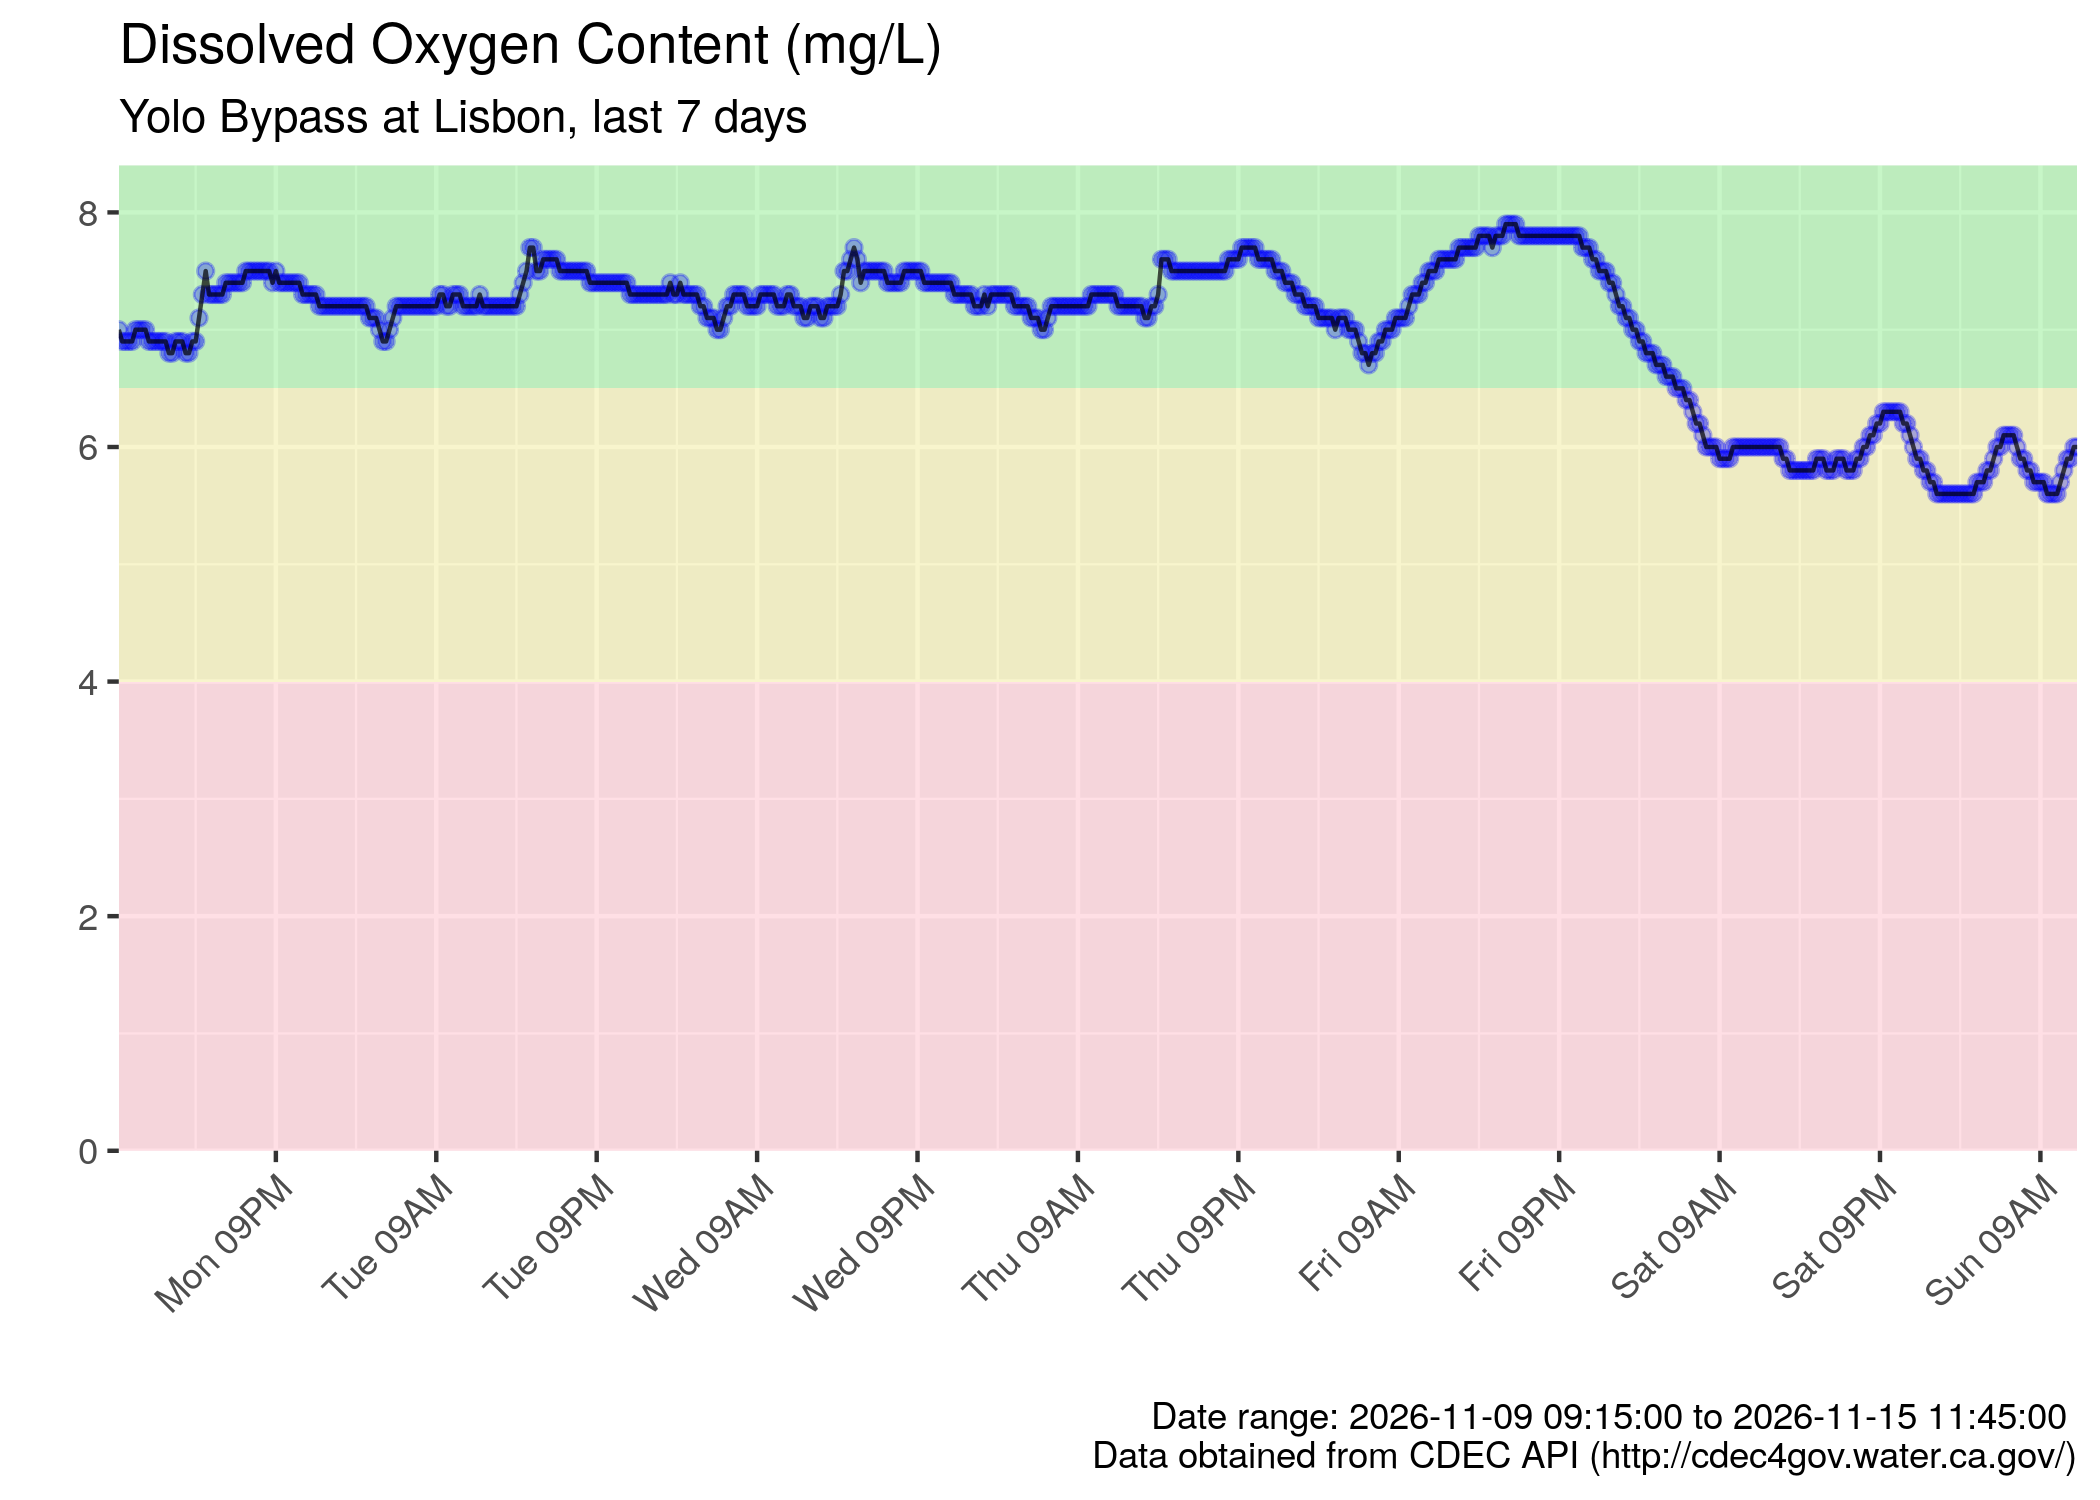 Dissolved Oxygen Content (mg/L)
Yolo Bypass at Lisbon, last 7 days
8
6
4
2
0
Mon 09PM
Tue 09AM
Tue 09PM
Wed 09AM
Wed 09PM
Thu 09AM
Thu 09PM
Fri 09AM
Fri 09PM
Sat 09AM
Sat 09PM
Sun 09AM
Date range: 2026-11-09 09:15:00 to 2026-11-15 11:45:00
Data obtained from CDEC API (http://cdec4gov.water.ca.gov/)